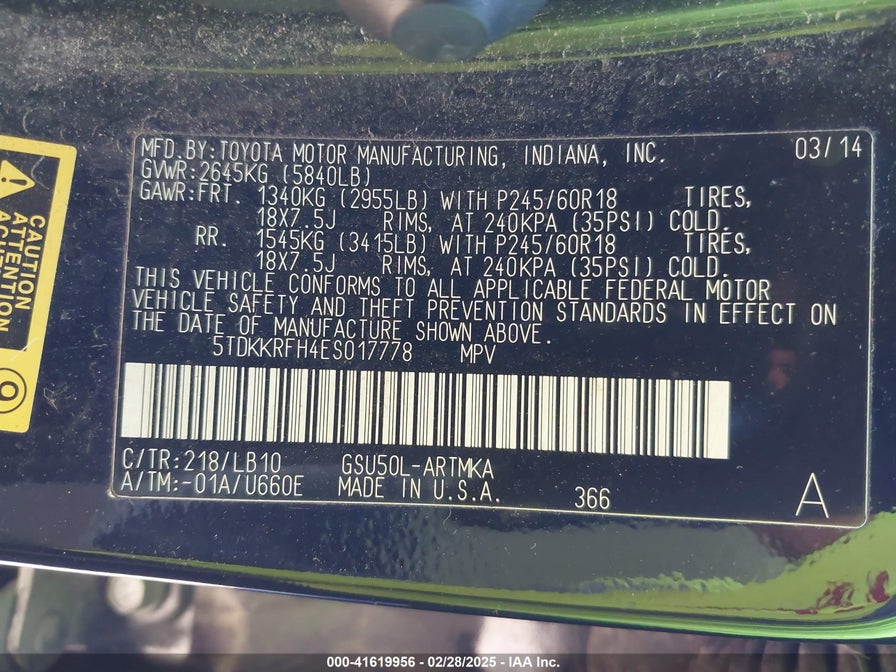 MFD.BY:TOYOTA MOTOR MANUFACTURING, INDIANA, INC. 03/14
GVWR:2645KG (5840LB)
GAWR:FRT. 1340KG (2955LB) WITH P245/60R18 TIRES,
18X7.5J RIMS, AT 240KPA (35PSI) COLD.
RR. 1545KG (3415LB) WITH P245/60R18 TIRES,
18X7.5J RIMS, AT 240KPA (35PSI) COLD.
THIS VEHICLE CONFORMS TO ALL APPLICABLE FEDERAL MOTOR
VEHICLE SAFETY AND THEFT PREVENTION STANDARDS IN EFFECT ON
THE DATE OF MANUFACTURE SHOWN ABOVE.
5TDKKRFH4ES017778 MPV
C/TR:218/LB10 GSU50L-ARTMKA
A/TM:-01A/U660E MADE IN U.S.A. 366 A
CAUTION
ATTENTION
000-41619956 - 02/28/2025 - IAA Inc.